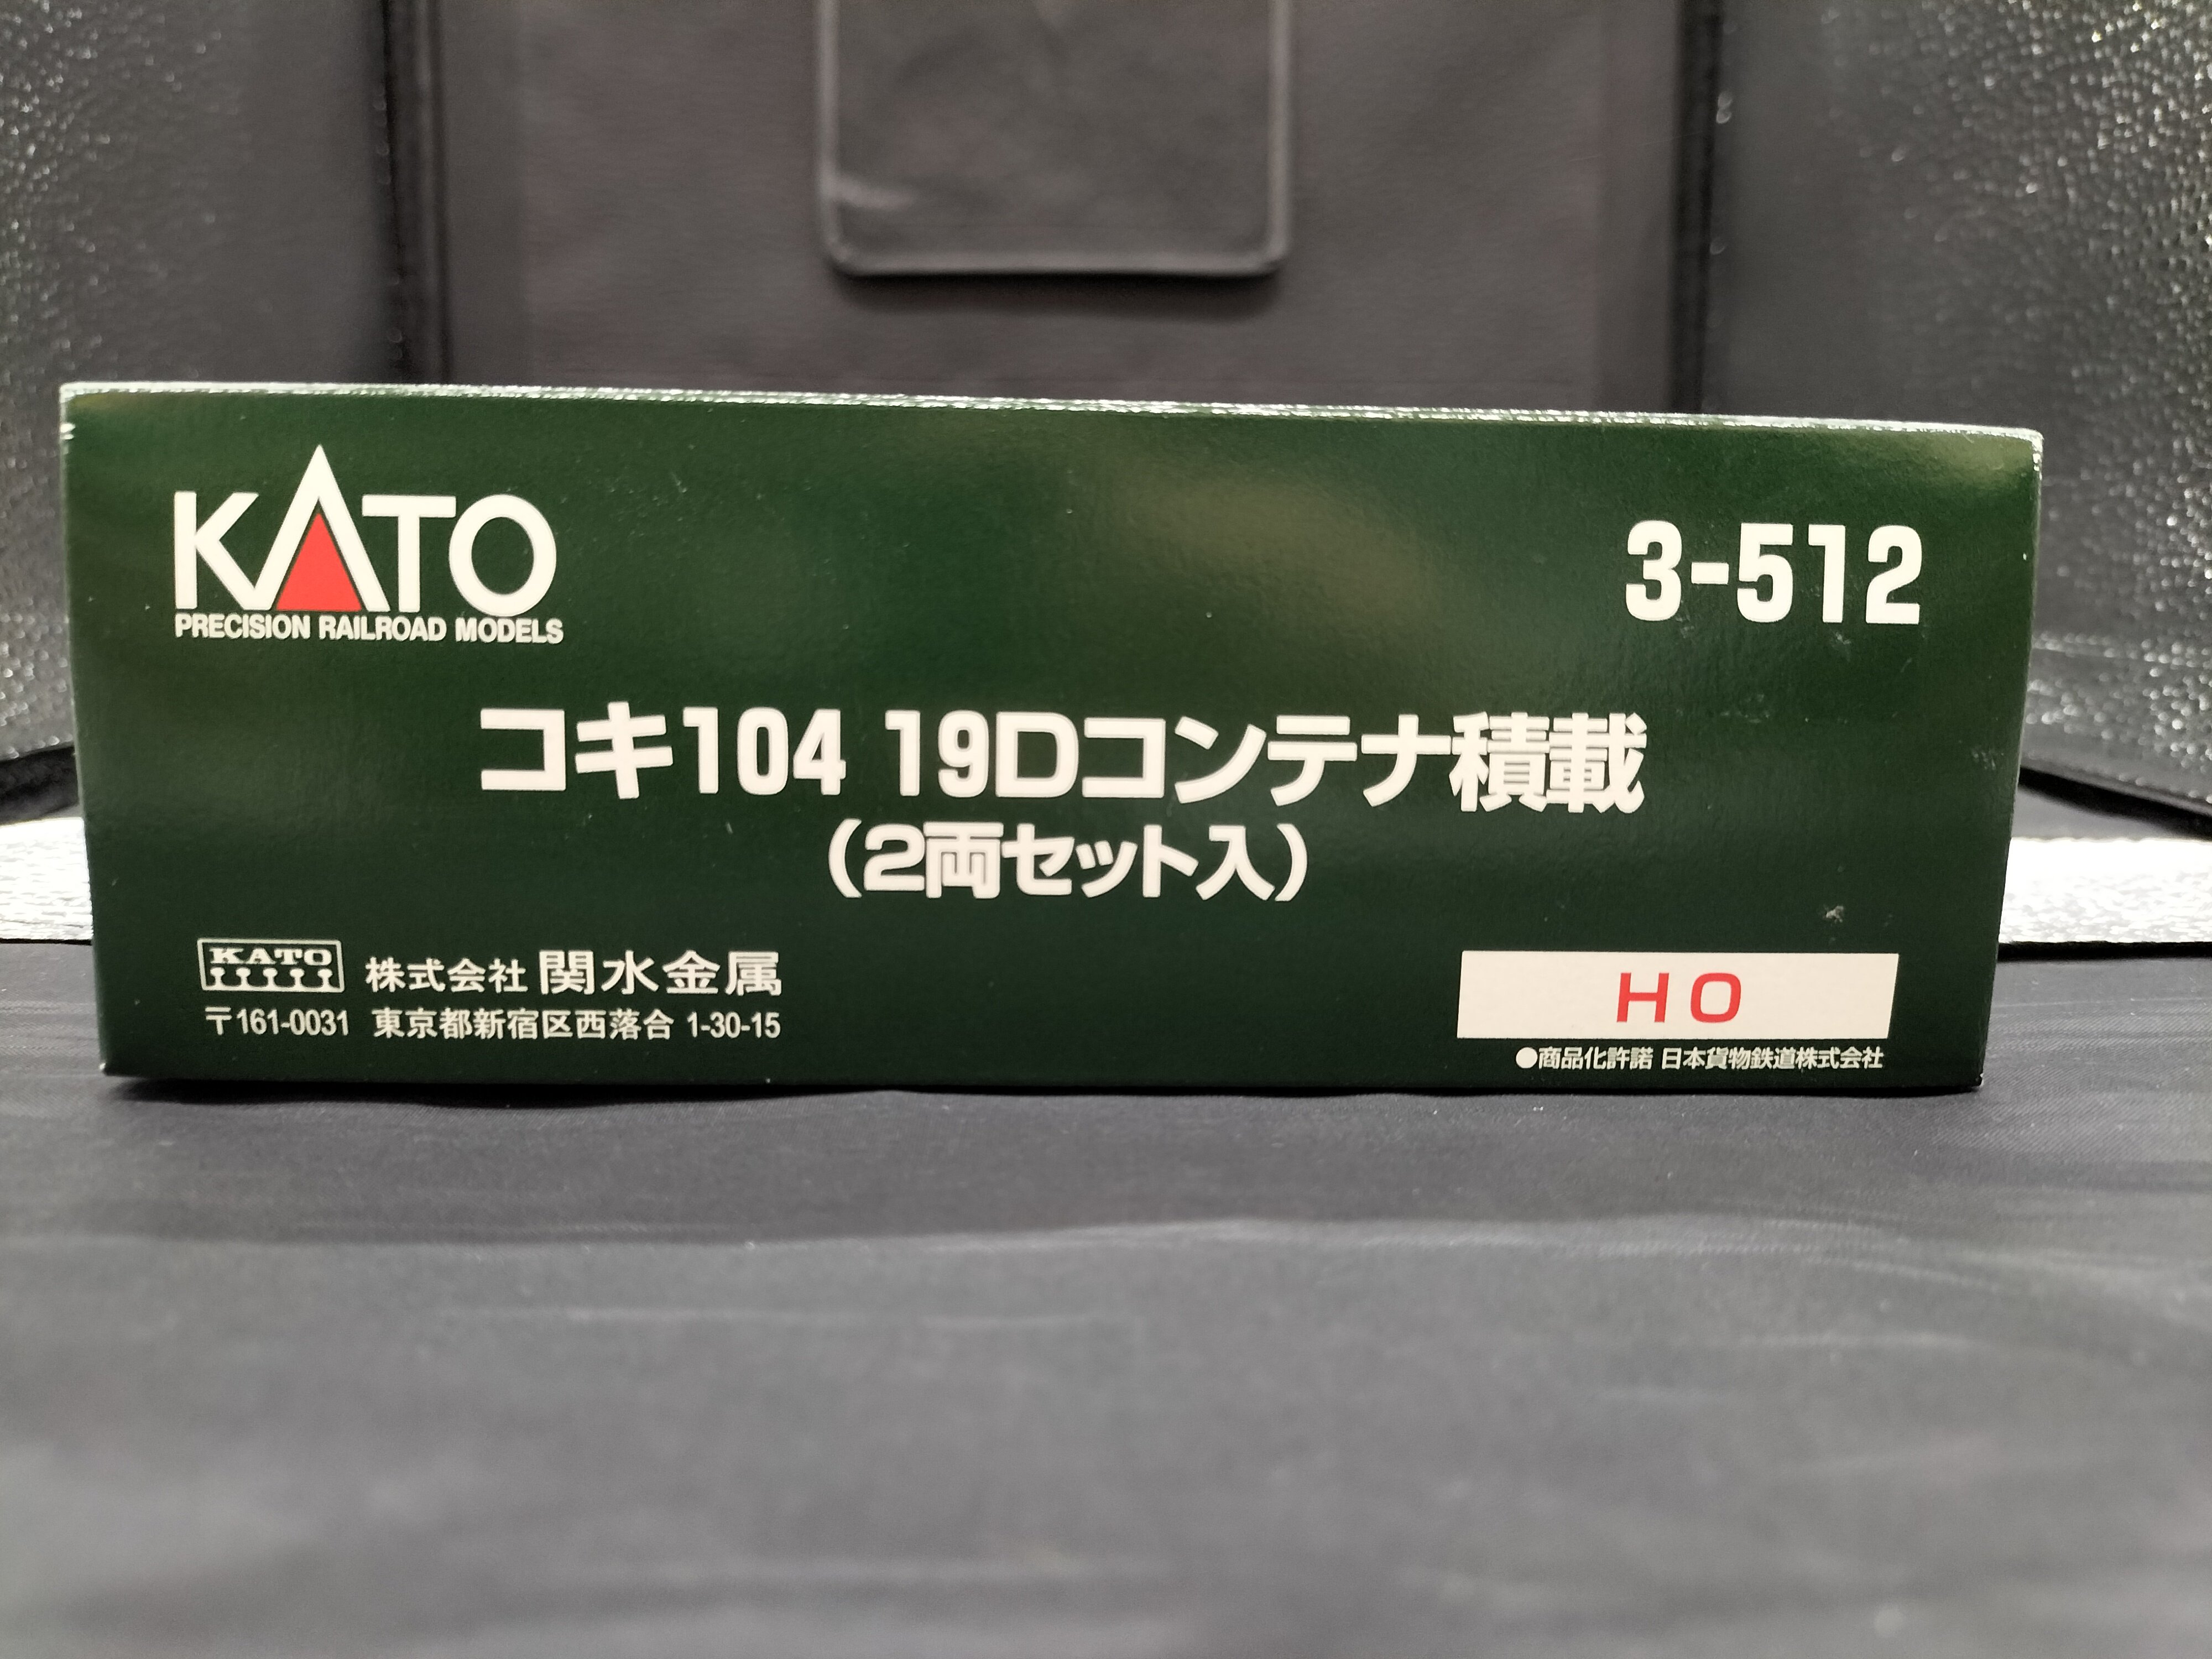 KATO
PRECISION RAILROAD MODELS
3-512
コキ104 19Dコンテナ積載
（2両セット入）
KATO 株式会社 関水金属
〒161-0031 東京都新宿区西落合 1-30-15
HO
●商品化許諾 日本貨物鉄道株式会社